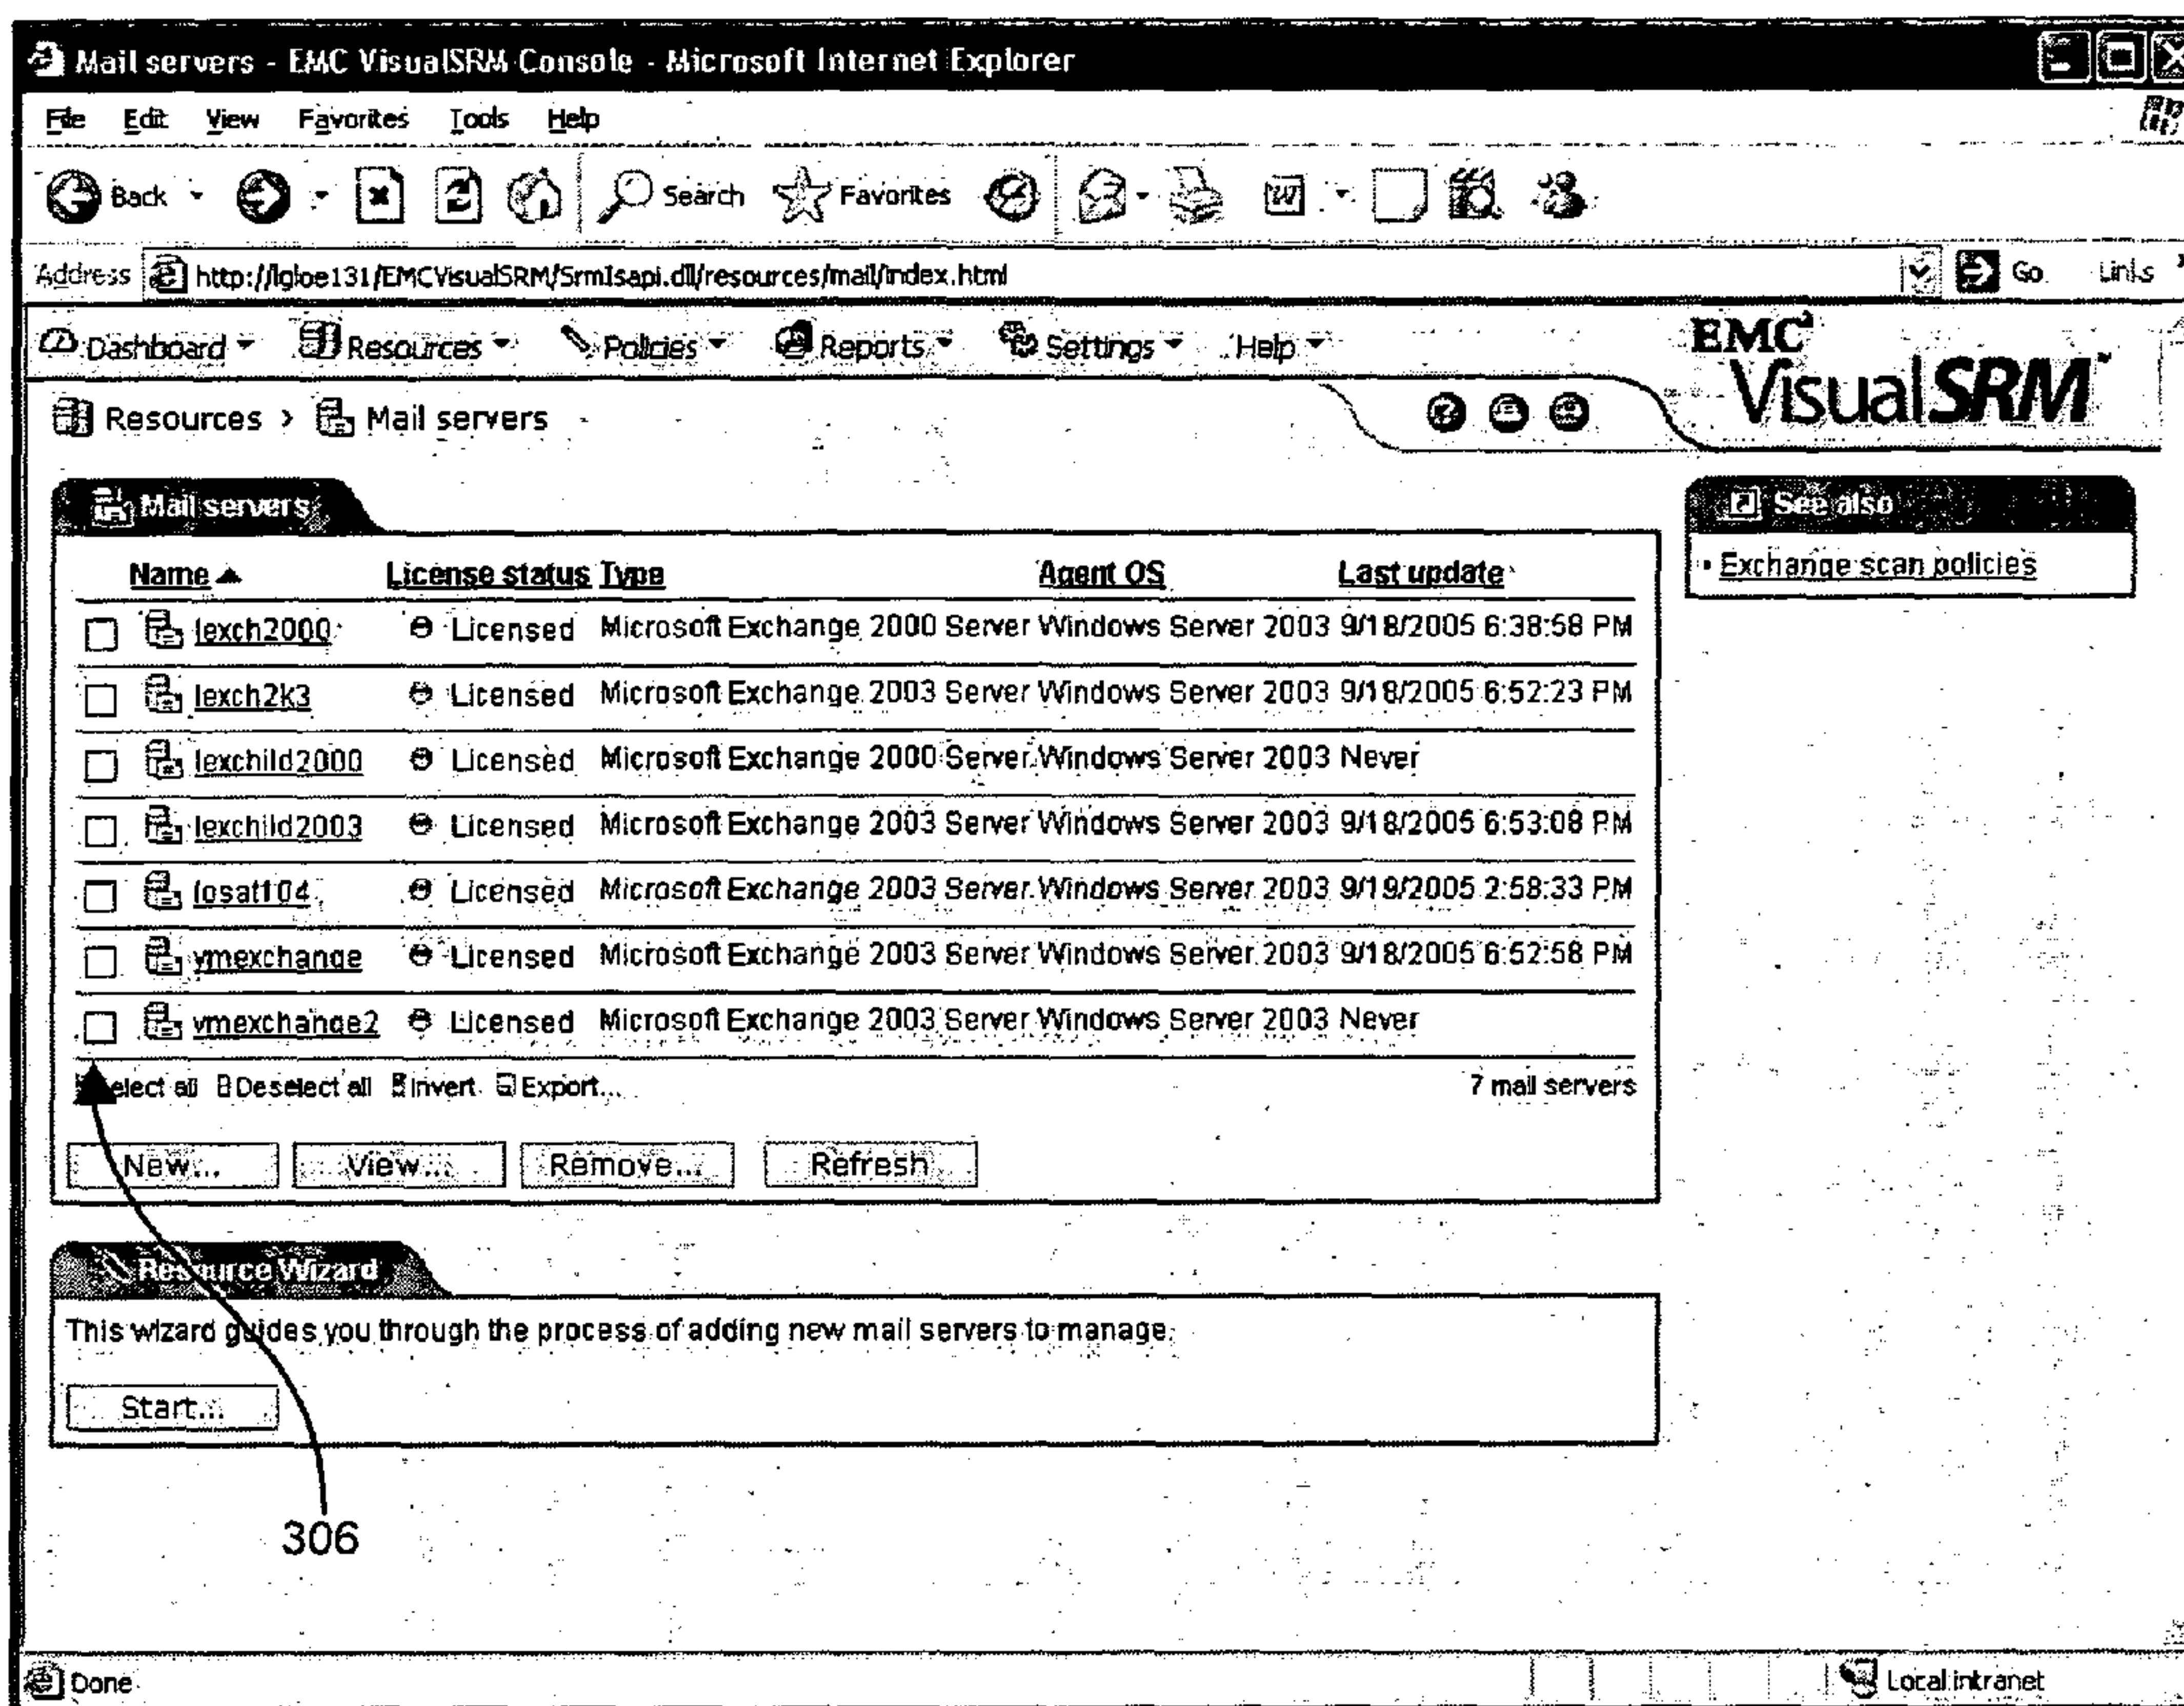 Mail servers - EMC VisualSRM Console - Microsoft Internet Explorer
File Edit View Favorites Tools Help
Back Search Favorites
Address http://lgloe131/EMCVisualSRM/SrmIsapi.dll/resources/mail/index.html Go Links
Dashboard Resources Policies Reports Settings Help
EMC²
VisualSRM™
Resources > Mail servers
Mail servers
See also
Exchange scan policies
Name License status Type Agent OS Last update
lexch2000 Licensed Microsoft Exchange 2000 Server Windows Server 2003 9/18/2005 6:38:58 PM
lexch2k3 Licensed Microsoft Exchange 2003 Server Windows Server 2003 9/18/2005 6:52:23 PM
lexchild2000 Licensed Microsoft Exchange 2000 Server Windows Server 2003 Never
lexchild2003 Licensed Microsoft Exchange 2003 Server Windows Server 2003 9/18/2005 6:53:08 PM
losat104 Licensed Microsoft Exchange 2003 Server Windows Server 2003 9/19/2005 2:58:33 PM
vmexchange Licensed Microsoft Exchange 2003 Server Windows Server 2003 9/18/2005 6:52:58 PM
vmexchange2 Licensed Microsoft Exchange 2003 Server Windows Server 2003 Never
elect all Deselect all Invert Export... 7 mail servers
New... View... Remove... Refresh
Resource Wizard
This wizard guides you through the process of adding new mail servers to manage.
Start...
306
Done Local intranet